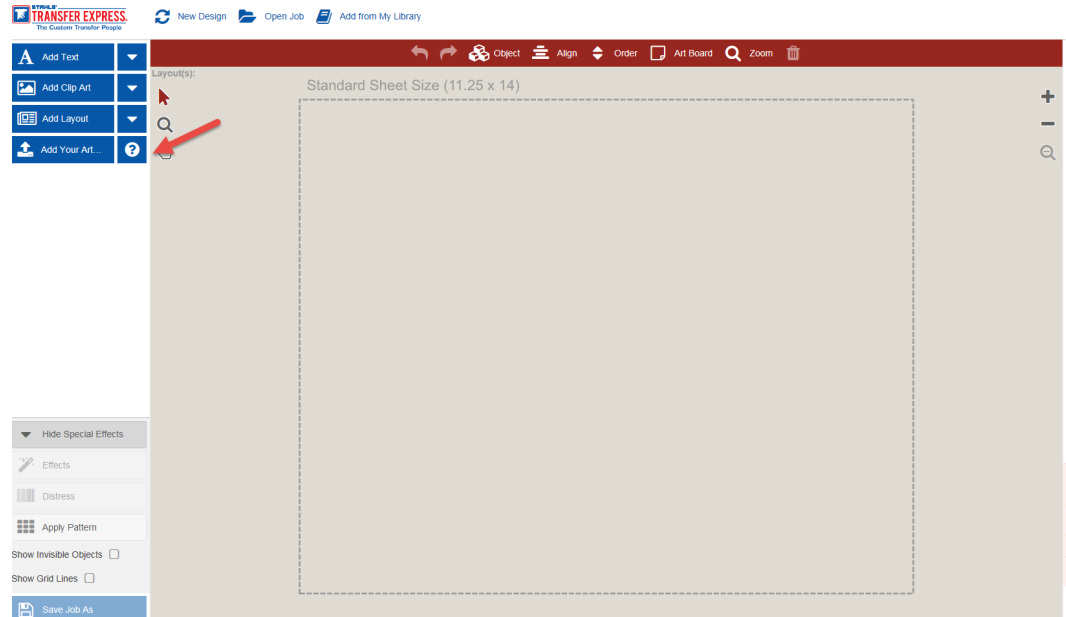 STAHLS'
TRANSFER EXPRESS.
The Custom Transfer People
New Design Open Job Add from My Library
Add Text
Add Clip Art
Add Layout
Add Your Art... ?
Object Align Order Art Board Zoom
Layout(s):
Standard Sheet Size (11.25 x 14)
Hide Special Effects
Effects
Distress
Apply Pattern
Show Invisible Objects
Show Grid Lines
Save Job As